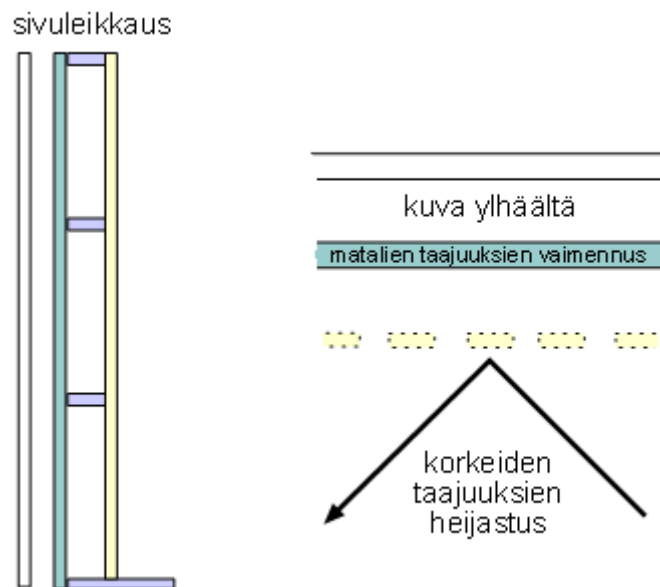 sivuleikkaus
kuva ylhäältä
matalien taajuuksien vaimennus
korkeiden
taajuuksien
heijastus